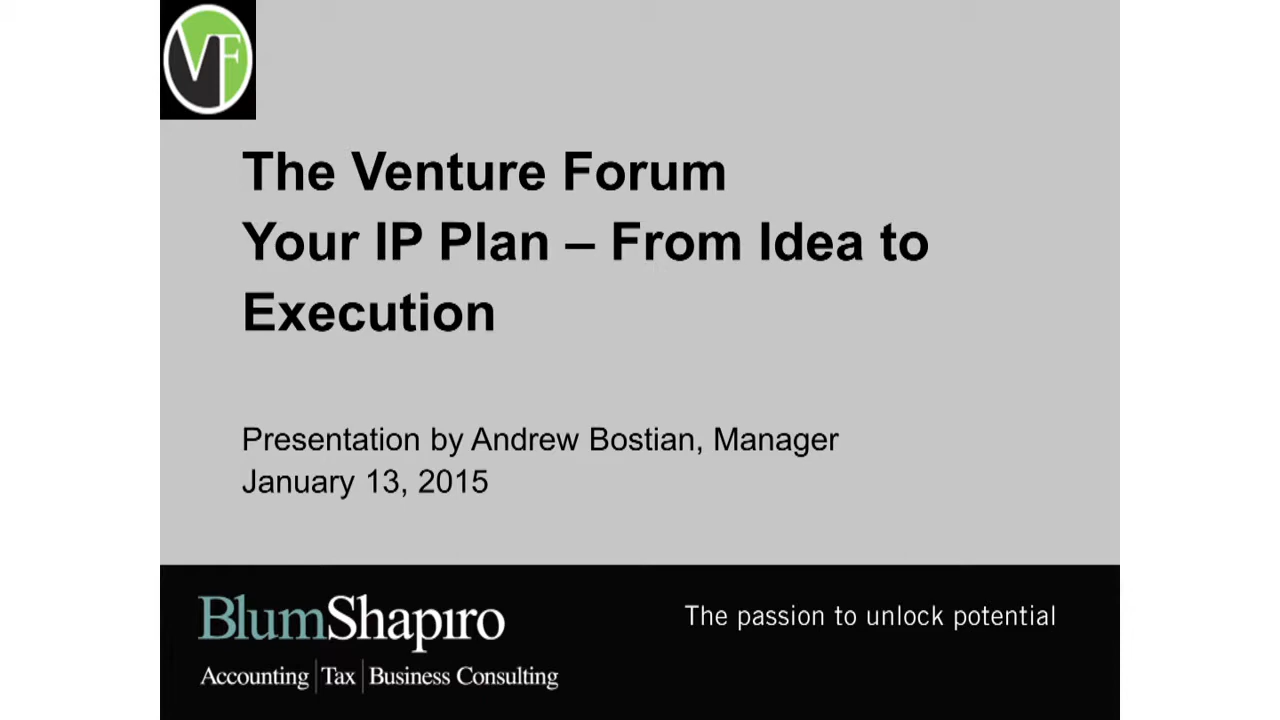 VF
The Venture Forum
Your IP Plan – From Idea to
Execution
Presentation by Andrew Bostian, Manager
January 13, 2015
BlumShapiro
The passion to unlock potential
Accounting | Tax | Business Consulting